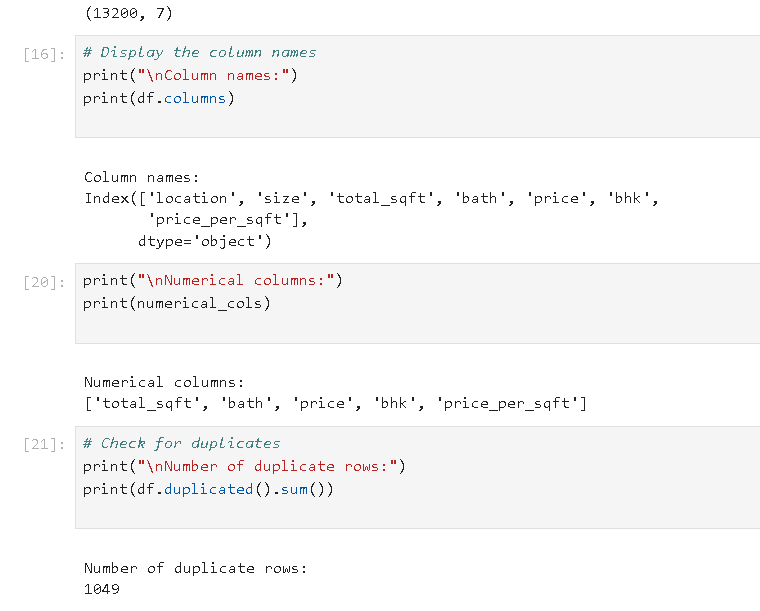 (13200, 7)
[16]: # Display the column names
print("\nColumn names:")
print(df.columns)
Column names:
Index(['location', 'size', 'total_sqft', 'bath', 'price', 'bhk',
       'price_per_sqft'],
      dtype='object')
[20]: print("\nNumerical columns:")
print(numerical_cols)
Numerical columns:
['total_sqft', 'bath', 'price', 'bhk', 'price_per_sqft']
[21]: # Check for duplicates
print("\nNumber of duplicate rows:")
print(df.duplicated().sum())
Number of duplicate rows:
1049